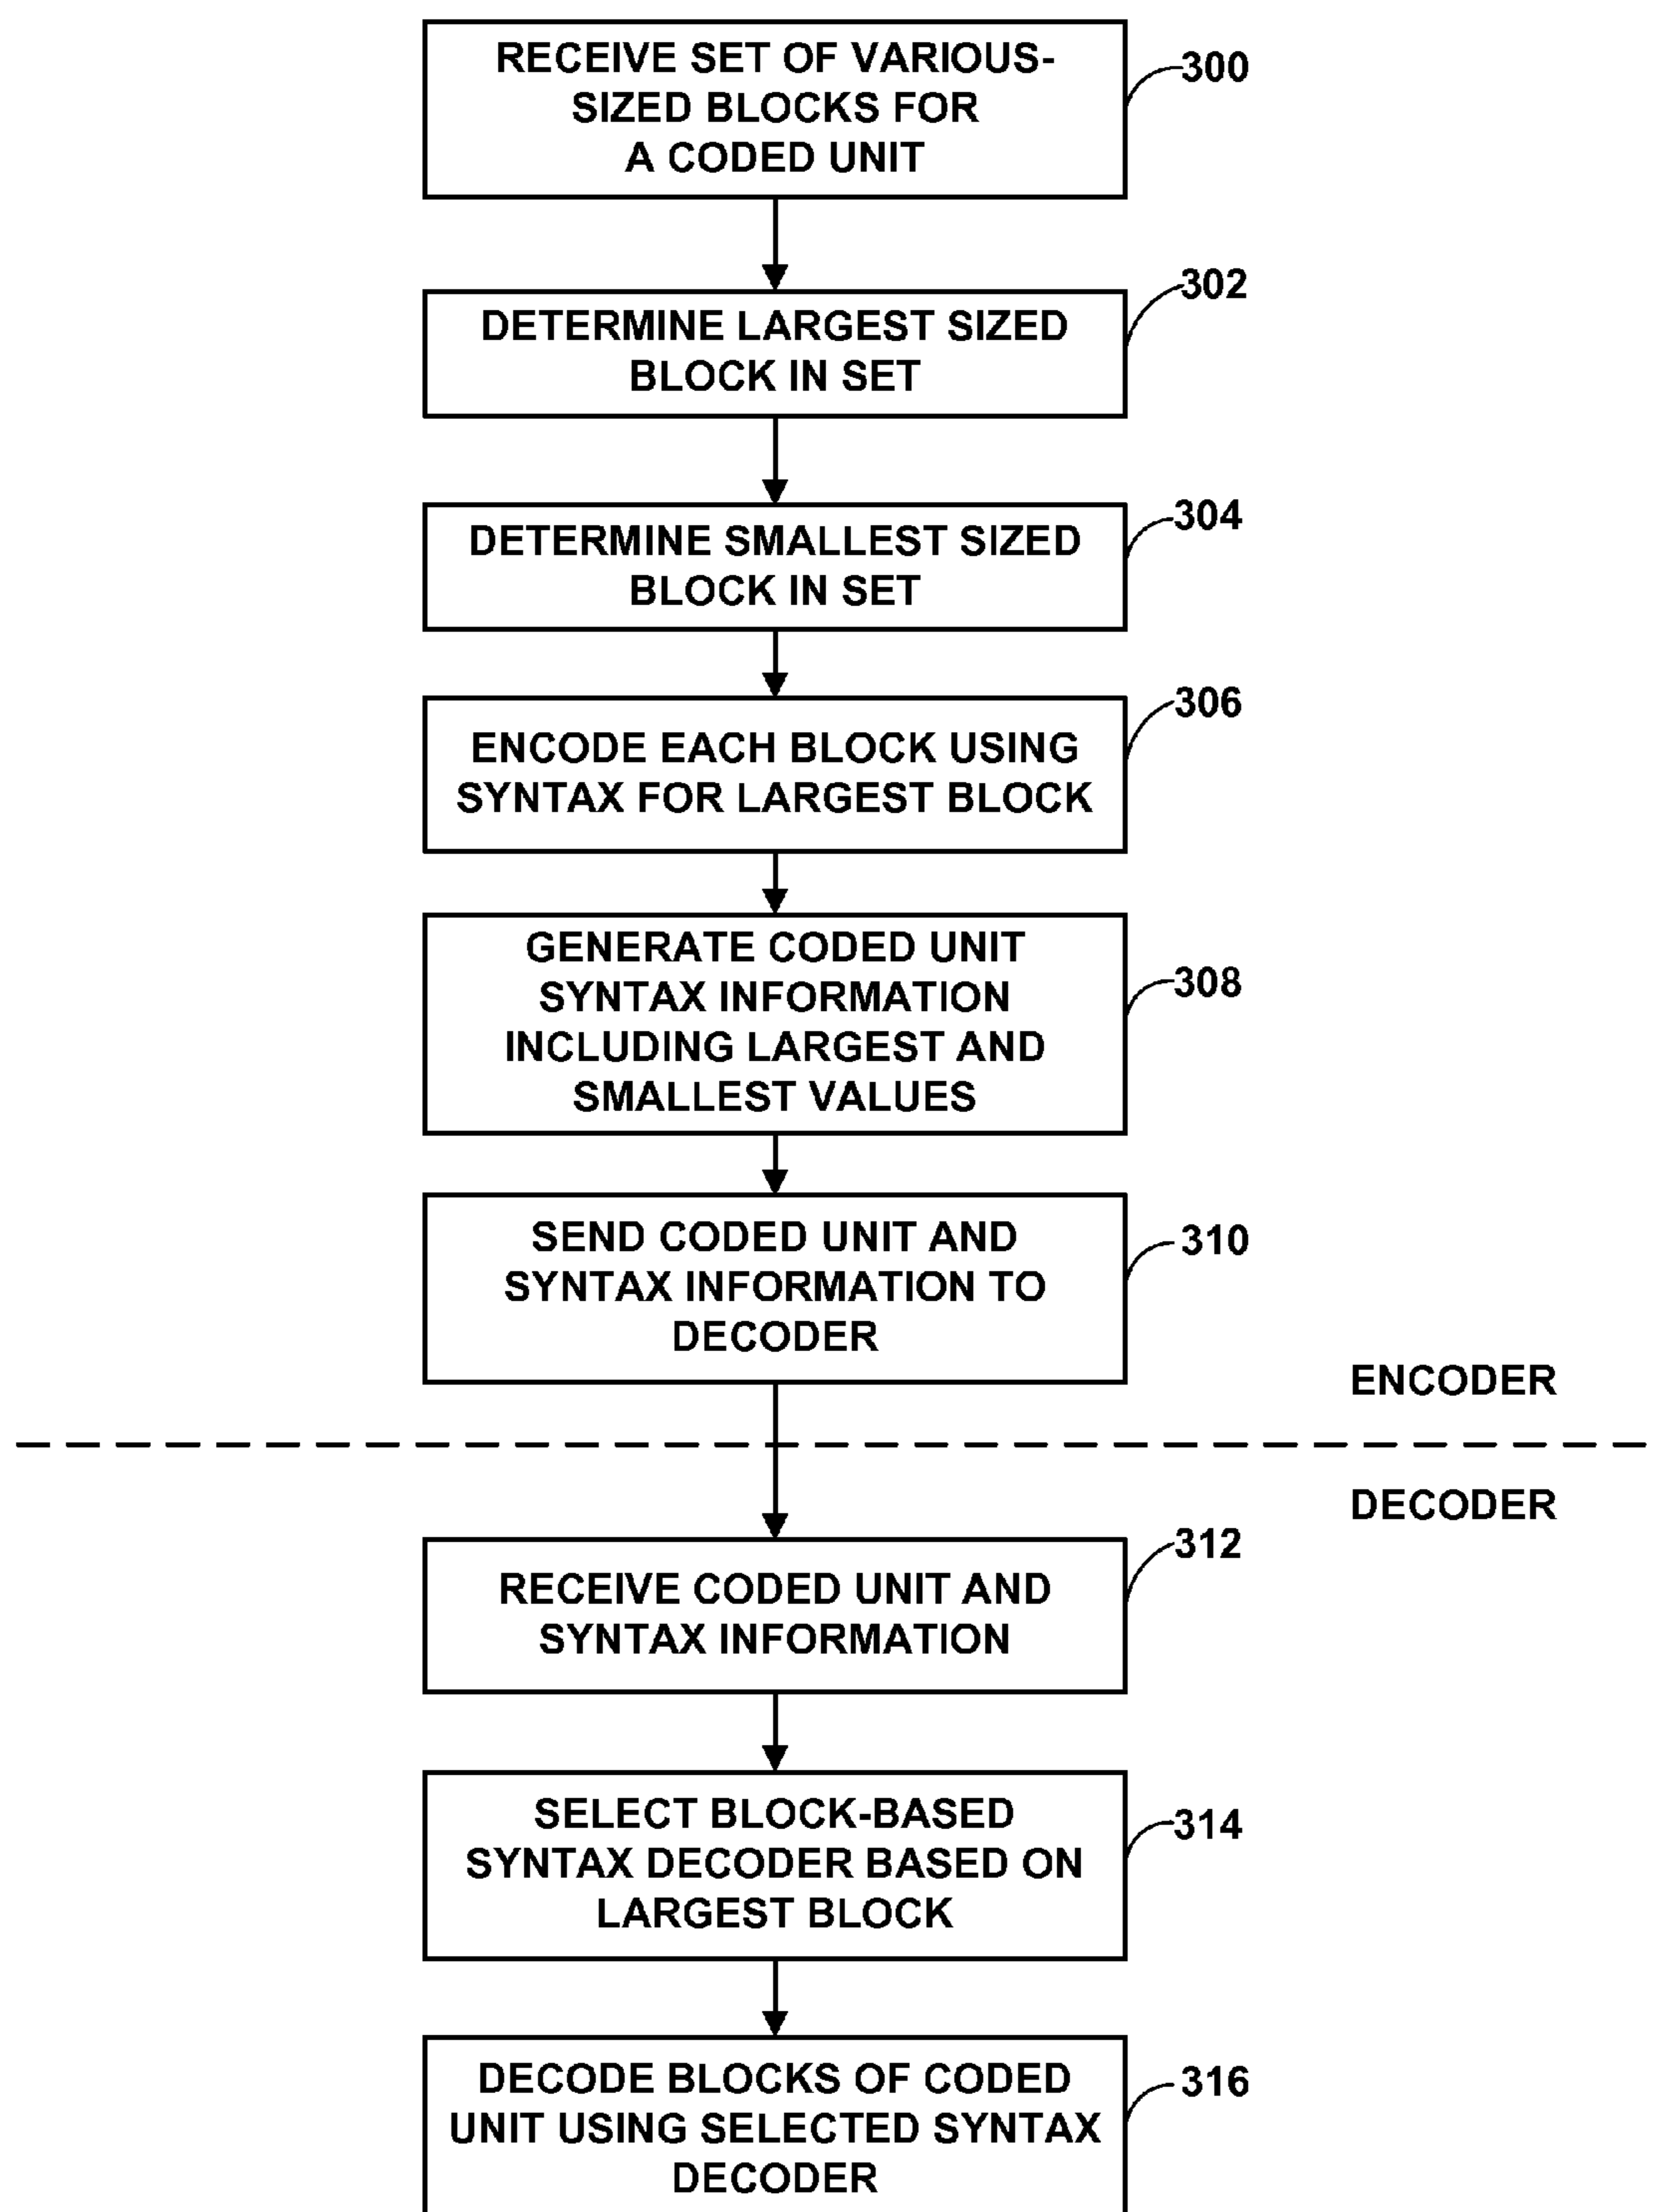 RECEIVE SET OF VARIOUS-
SIZED BLOCKS FOR
A CODED UNIT
300
DETERMINE LARGEST SIZED
BLOCK IN SET
302
DETERMINE SMALLEST SIZED
BLOCK IN SET
304
ENCODE EACH BLOCK USING
SYNTAX FOR LARGEST BLOCK
306
GENERATE CODED UNIT
SYNTAX INFORMATION
INCLUDING LARGEST AND
SMALLEST VALUES
308
SEND CODED UNIT AND
SYNTAX INFORMATION TO
DECODER
310
ENCODER
DECODER
RECEIVE CODED UNIT AND
SYNTAX INFORMATION
312
SELECT BLOCK-BASED
SYNTAX DECODER BASED ON
LARGEST BLOCK
314
DECODE BLOCKS OF CODED
UNIT USING SELECTED SYNTAX
DECODER
316